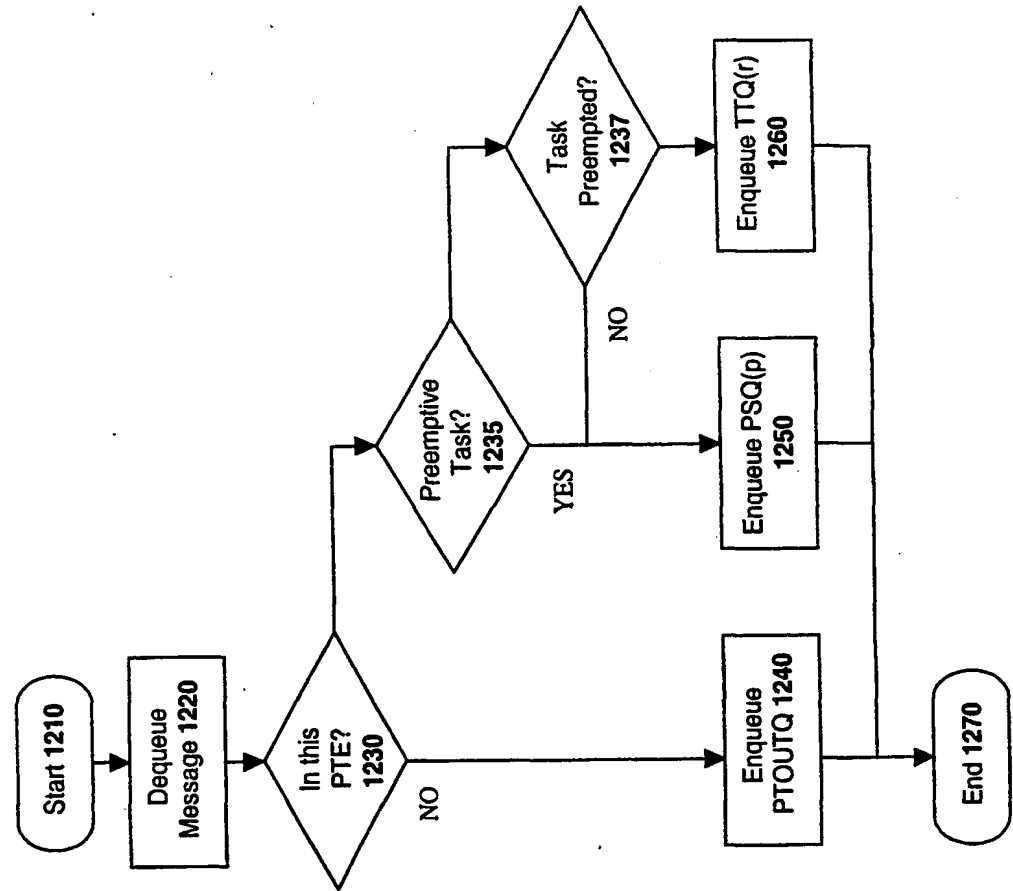 Start 1210
Dequeue
Message 1220
In this
PTE?
1230
NO
Preemptive
Task?
1235
YES
Task
Preempted?
1237
NO
Enqueue
PTOUTQ 1240
Enqueue PSQ(p)
1250
Enqueue TTQ(r)
1260
End 1270